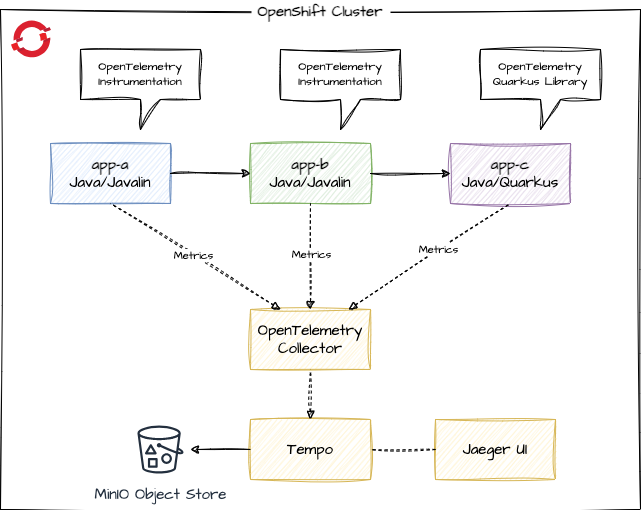 OpenShift Cluster
OpenTelemetry
Instrumentation
OpenTelemetry
Instrumentation
OpenTelemetry
Quarkus Library
app-a
Java/Javalin
app-b
Java/Javalin
app-c
Java/Quarkus
Metrics
Metrics
Metrics
OpenTelemetry
Collector
Tempo
Jaeger UI
MinIO Object Store